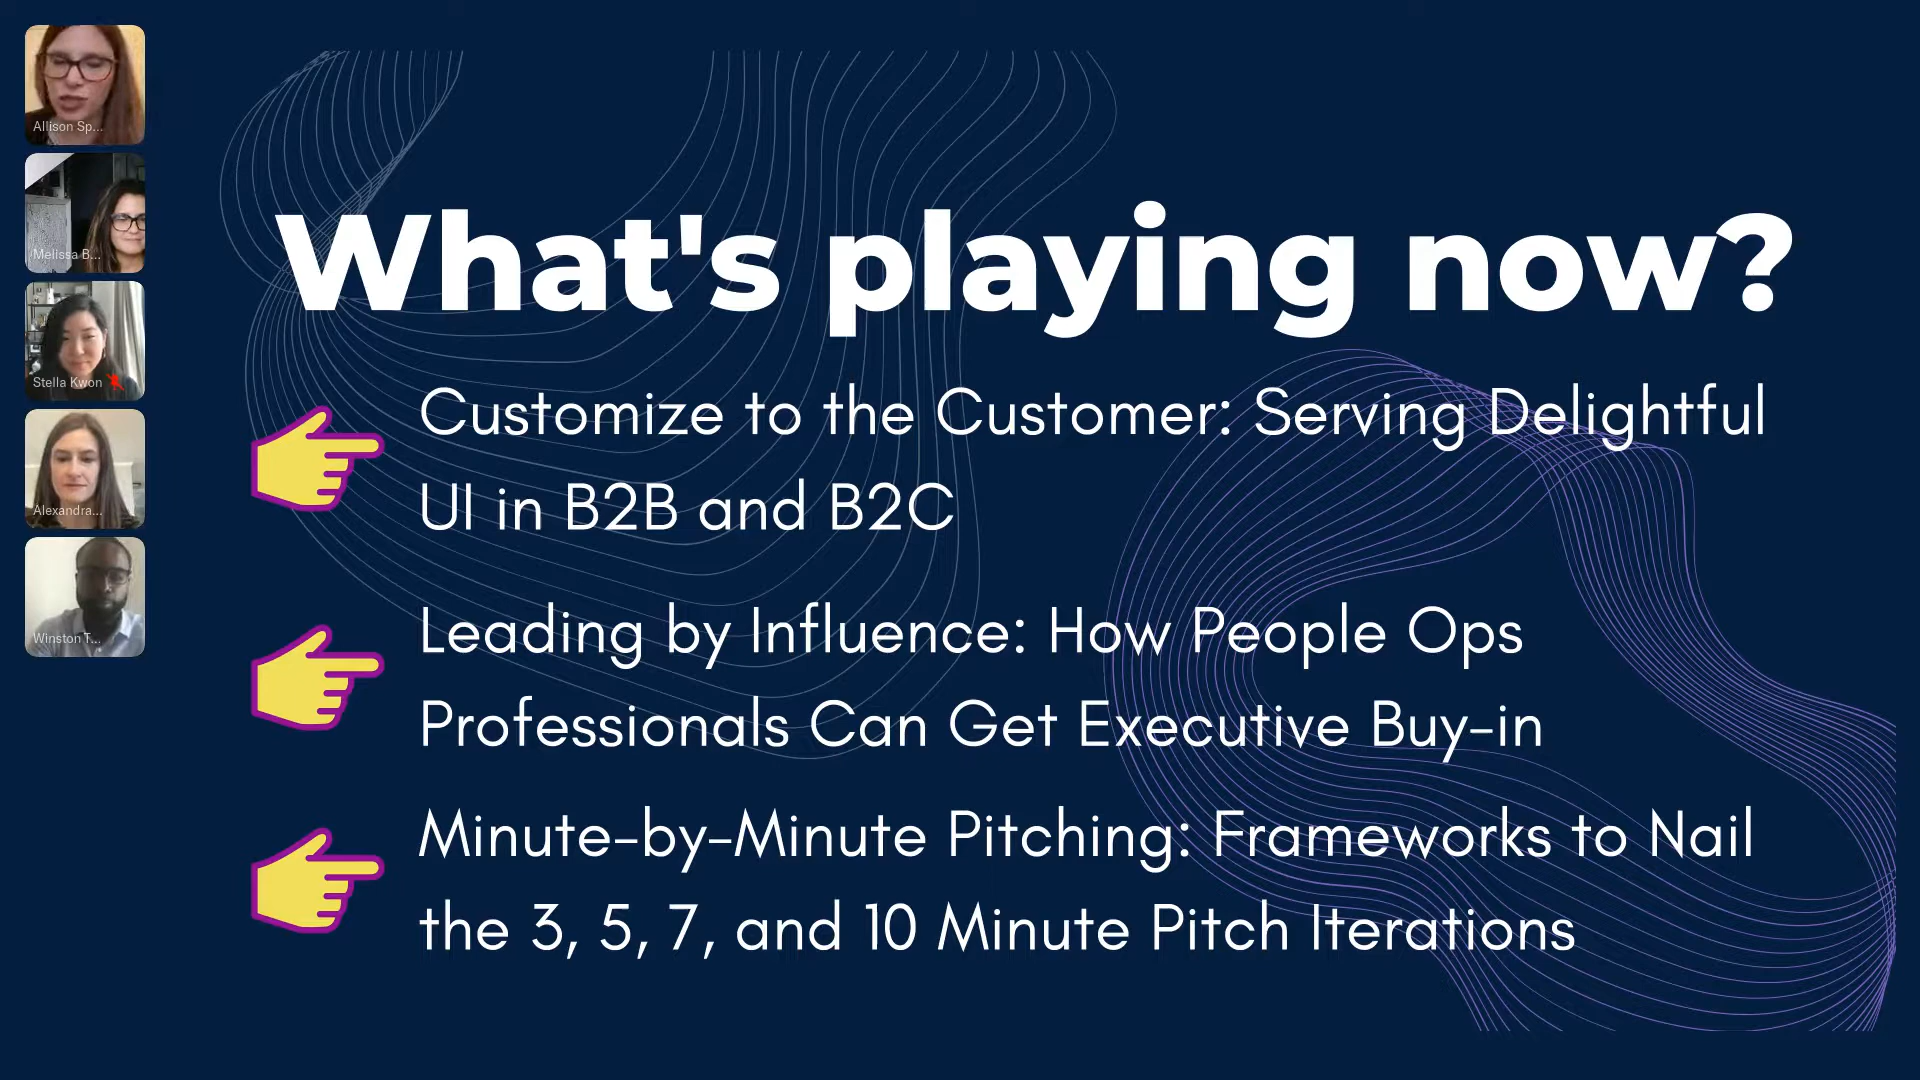 Allison Sp...
Melissa B...
Stella Kwon
Alexandra...
Winston T...
What's playing now?
Customize to the Customer: Serving Delightful
UI in B2B and B2C
Leading by Influence: How People Ops
Professionals Can Get Executive Buy-in
Minute-by-Minute Pitching: Frameworks to Nail
the 3, 5, 7, and 10 Minute Pitch Iterations